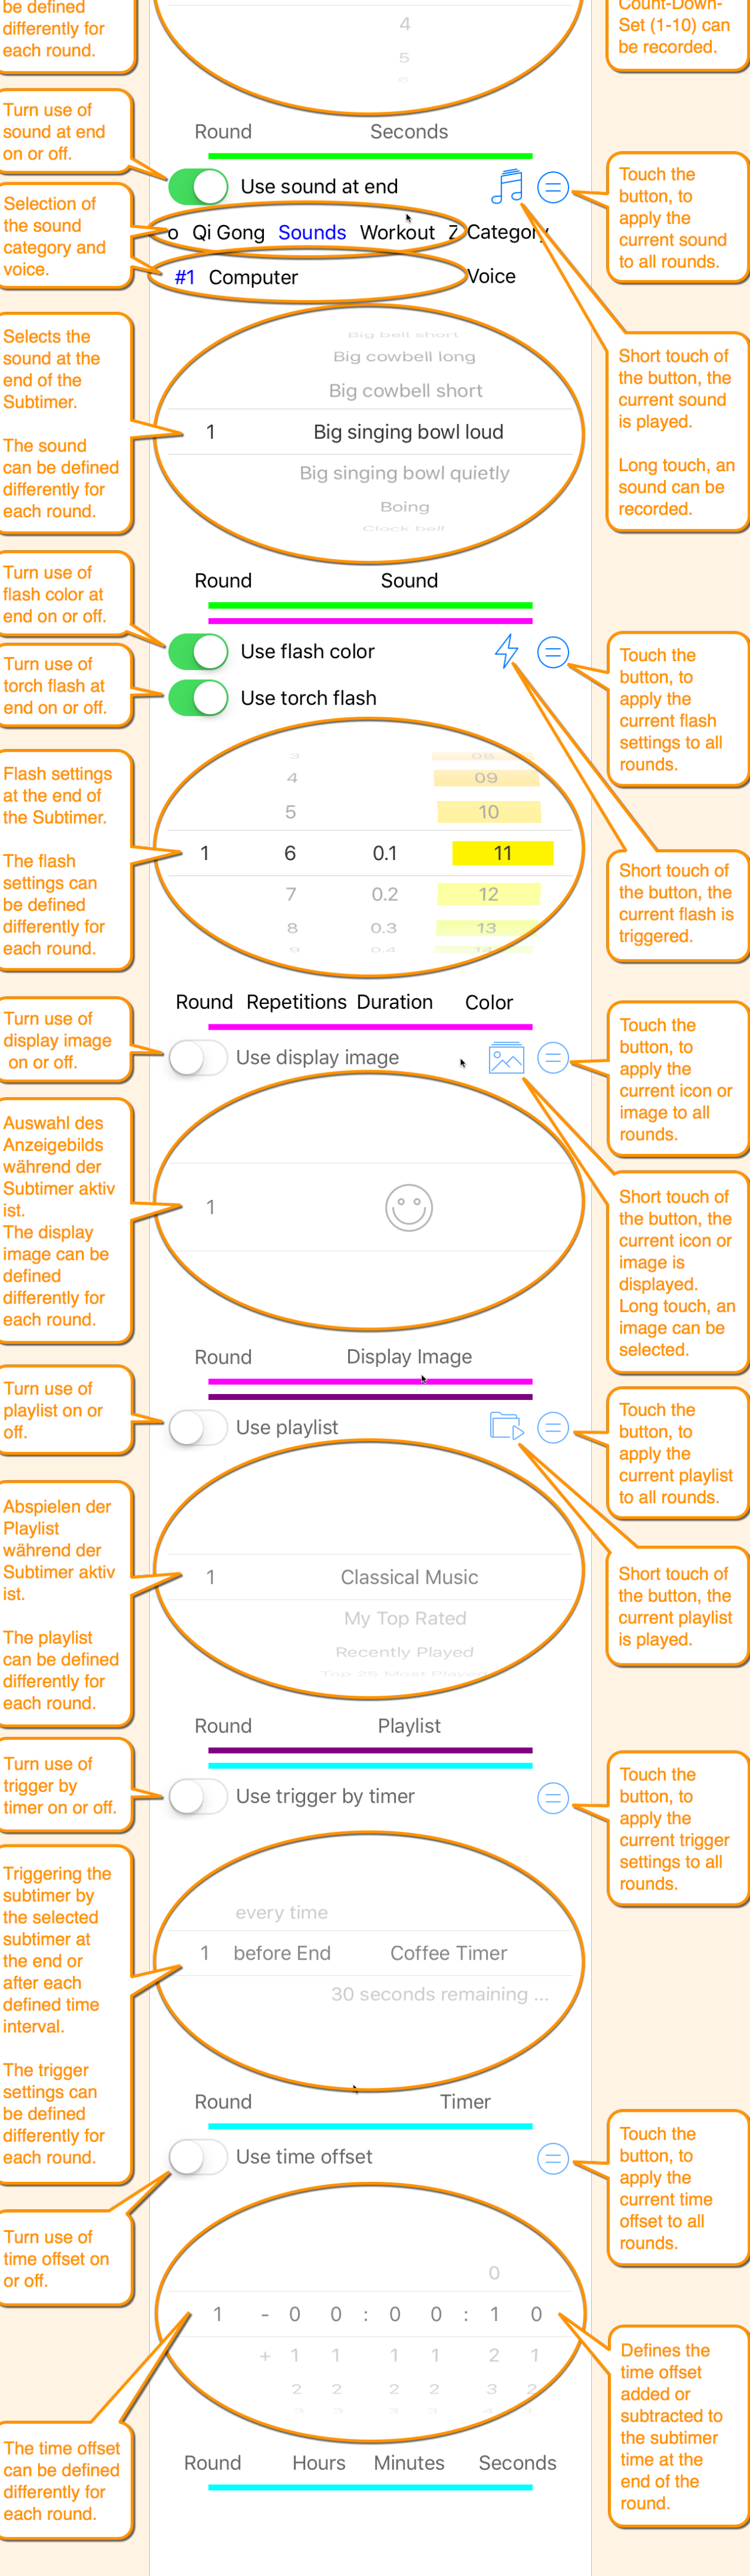 be defined
differently for
each round.
Count-Down-
Set (1-10) can
be recorded.
4
5
6
Round Seconds
Turn use of
sound at end
on or off.
Use sound at end
Touch the
button, to
apply the
current sound
to all rounds.
Selection of
the sound
category and
voice.
o Qi Gong Sounds Workout Z Category
#1 Computer Voice
Selects the
sound at the
end of the
Subtimer.
The sound
can be defined
differently for
each round.
Big bell short
Big cowbell long
Big cowbell short
1 Big singing bowl loud
Big singing bowl quietly
Boing
Clock bell
Short touch of
the button, the
current sound
is played.
Long touch, an
sound can be
recorded.
Round Sound
Turn use of
flash color at
end on or off.
Use flash color
Turn use of
torch flash at
end on or off.
Use torch flash
Touch the
button, to
apply the
current flash
settings to all
rounds.
Flash settings
at the end of
the Subtimer.
The flash
settings can
be defined
differently for
each round.
3 08
4 09
5 10
1 6 0.1 11
7 0.2 12
8 0.3 13
9 0.4 14
Short touch of
the button, the
current flash is
triggered.
Round Repetitions Duration Color
Turn use of
display image
on or off.
Use display image
Touch the
button, to
apply the
current icon or
image to all
rounds.
Auswahl des
Anzeigebilds
während der
Subtimer aktiv
ist.
The display
image can be
defined
differently for
each round.
1
Short touch of
the button, the
current icon or
image is
displayed.
Long touch, an
image can be
selected.
Round Display Image
Turn use of
playlist on or
off.
Use playlist
Touch the
button, to
apply the
current playlist
to all rounds.
Abspielen der
Playlist
während der
Subtimer aktiv
ist.
The playlist
can be defined
differently for
each round.
1 Classical Music
My Top Rated
Recently Played
Top 25 Most Played
Short touch of
the button, the
current playlist
is played.
Round Playlist
Turn use of
trigger by
timer on or off.
Use trigger by timer
Touch the
button, to
apply the
current trigger
settings to all
rounds.
Triggering the
subtimer by
the selected
subtimer at
the end or
after each
defined time
interval.
The trigger
settings can
be defined
differently for
each round.
every time
1 before End Coffee Timer
30 seconds remaining ...
Round Timer
Use time offset
Touch the
button, to
apply the
current time
offset to all
rounds.
Turn use of
time offset on
or off.
0
1 - 0 0 : 0 0 : 1 0
+ 1 1 1 1 2 1
2 2 2 2 3 2
3 3 3 3
The time offset
can be defined
differently for
each round.
Defines the
time offset
added or
subtracted to
the subtimer
time at the
end of the
round.
Round Hours Minutes Seconds